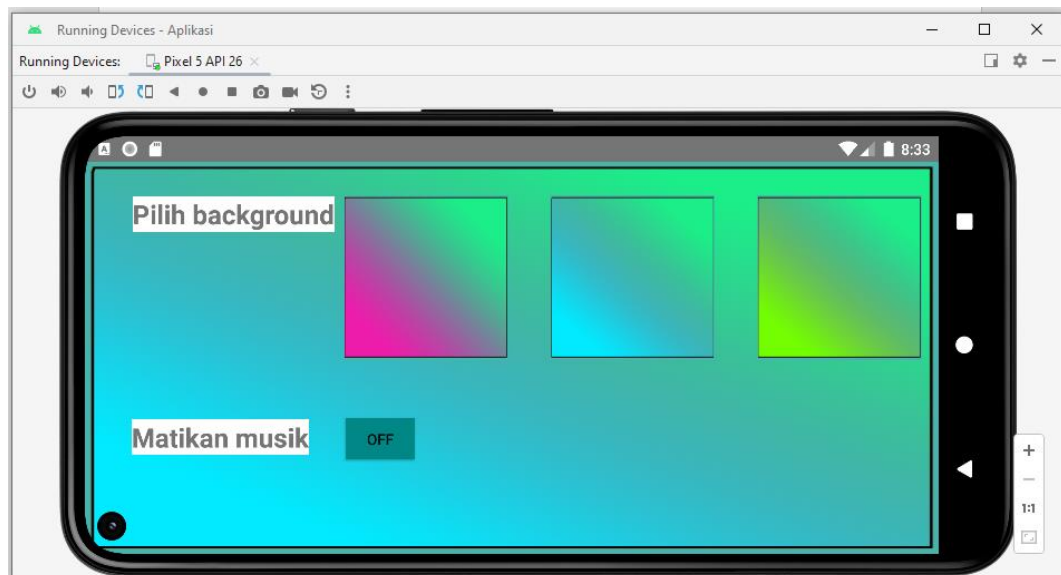 Running Devices - Aplikasi
Running Devices: Pixel 5 API 26
8:33
Pilih background
Matikan musik OFF
1:1